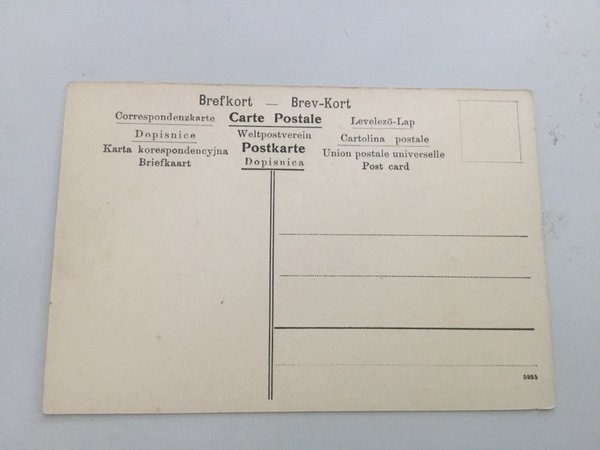 Brefkort — Brev-Kort
Correspondenzkarte Carte Postale Levelező-Lap
Dopisnice Weltpostverein Cartolina postale
Karta korespondencyjna Postkarte Union postale universelle
Briefkaart Dopisnica Post card
5955